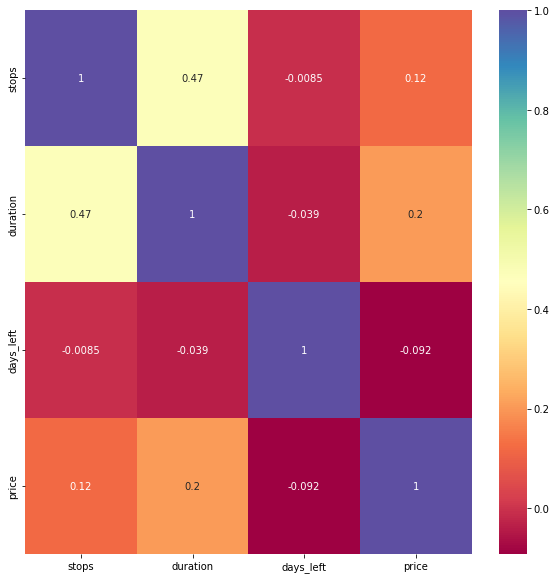 stops 1 0.47 -0.0085 0.12
duration 0.47 1 -0.039 0.2
days_left -0.0085 -0.039 1 -0.092
price 0.12 0.2 -0.092 1
stops duration days_left price
1.0
0.8
0.6
0.4
0.2
0.0